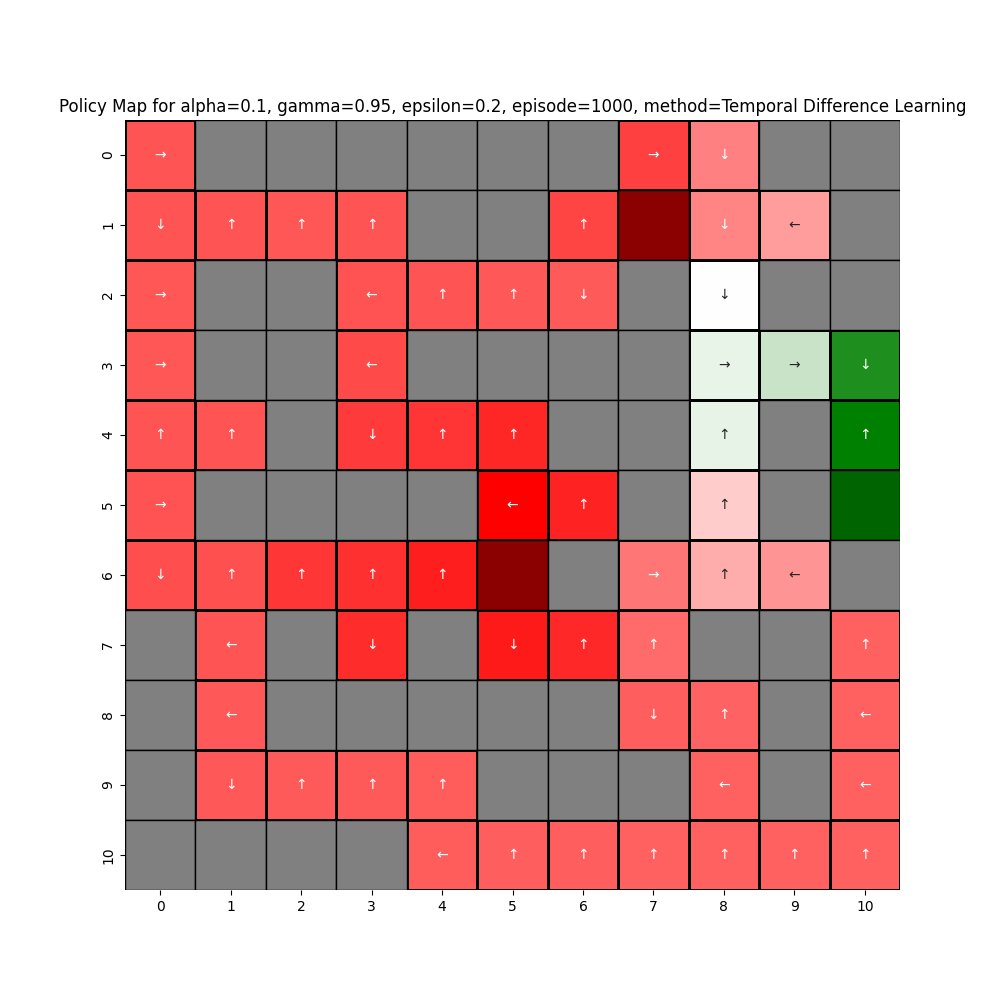 Policy Map for alpha=0.1, gamma=0.95, epsilon=0.2, episode=1000, method=Temporal Difference Learning
0 → → ↓
1 ↓ ↑ ↑ ↑ ↑ ↓ ←
2 → ← ↑ ↑ ↓ ↓
3 → ← → → ↓
4 ↑ ↑ ↓ ↑ ↑ ↑ ↑
5 → ← ↑ ↑
6 ↓ ↑ ↑ ↑ ↑ → ↑ ←
7 ← ↓ ↓ ↑ ↑ ↑
8 ← ↓ ↑ ←
9 ↓ ↑ ↑ ↑ ← ←
10 ← ↑ ↑ ↑ ↑ ↑ ↑
0 1 2 3 4 5 6 7 8 9 10